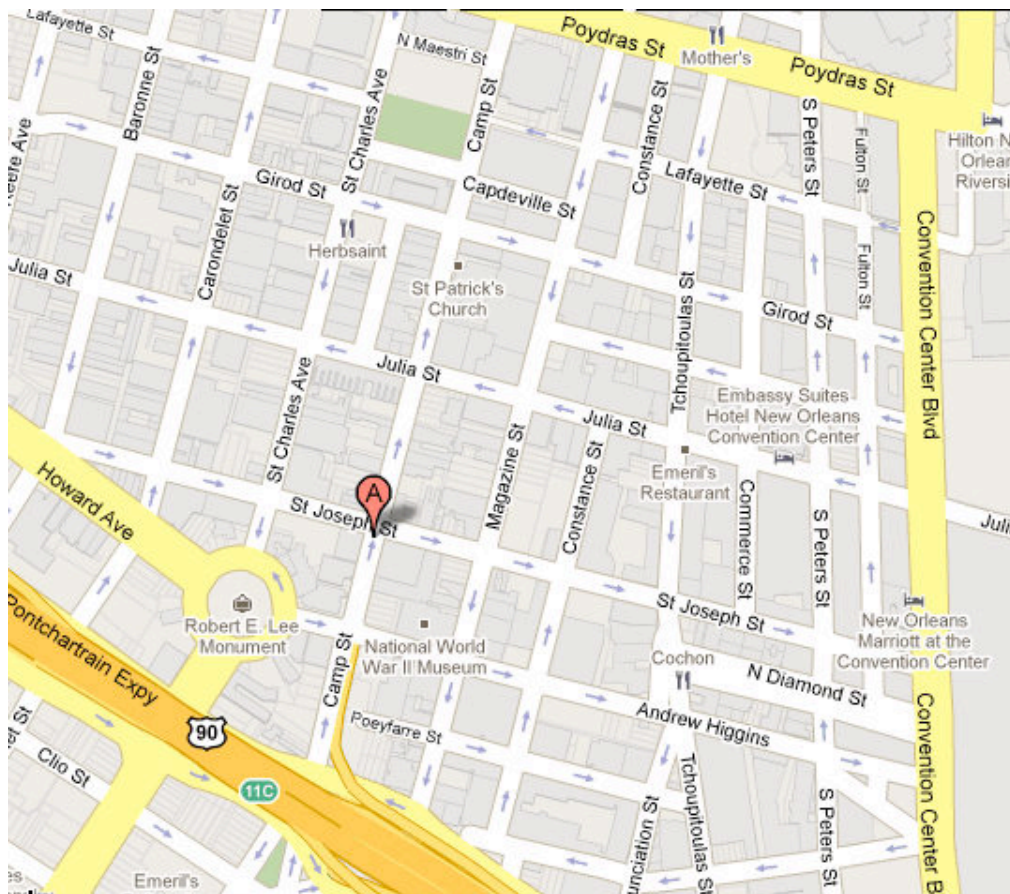 Lafayette St
N Maestri St
Poydras St
Mother's
Poydras St
Baronne St
St Charles Ave
Camp St
Constance St
S Peters St
Fulton St
Hilton N
Orlean
Riversi
Girod St
Capdeville St
Lafayette St
Carondelet St
Herbsaint
St Patrick's
Church
Julia St
Tchouptoulas St
Fulton St
Convention Center Blvd
Girod St
Julia St
St Charles Ave
Julia St
Embassy Suites
Hotel New Orleans
Convention Center
Magazine St
Constance St
Emeril's
Restaurant
Howard Ave
A
St Joseph St
Commerce St
S Peters St
Juli
Robert E. Lee
Monument
National World
War II Museum
St Joseph St
New Orleans
Marriott at the
Convention Center
Pontchartrain Expy
Camp St
Cochon
N Diamond St
90
Poeyfarre St
Andrew Higgins
Convention Center B
Clio St
11C
Tchoupitoulas St
S Peters St
unciation St
Emeril's